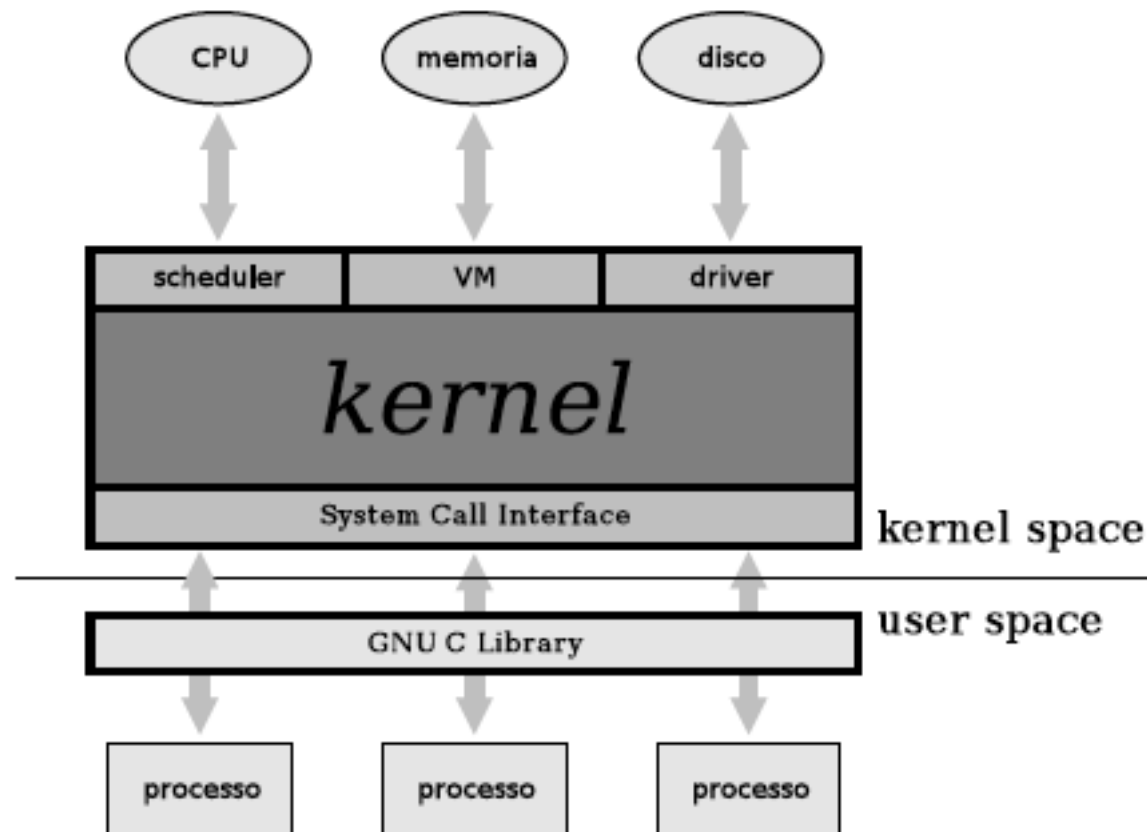 CPU
memoria
disco
scheduler
VM
driver
kernel
System Call Interface
kernel space
user space
GNU C Library
processo
processo
processo